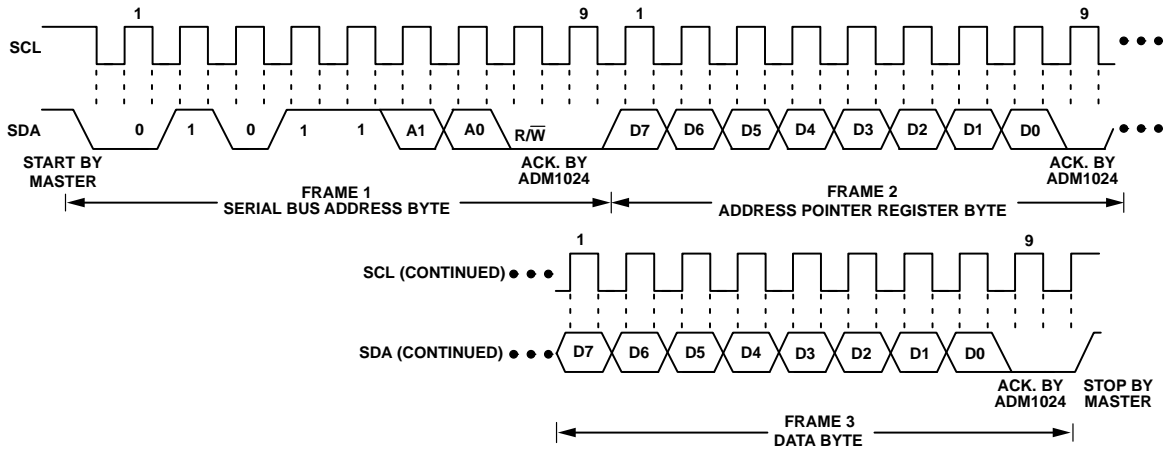 1 9 1 9
SCL
SDA 0 1 0 1 1 A1 A0 R/W̅ D7 D6 D5 D4 D3 D2 D1 D0
START BY
MASTER
ACK. BY
ADM1024
ACK. BY
ADM1024
FRAME 1
SERIAL BUS ADDRESS BYTE
FRAME 2
ADDRESS POINTER REGISTER BYTE
1 9
SCL (CONTINUED)
SDA (CONTINUED) D7 D6 D5 D4 D3 D2 D1 D0
ACK. BY
ADM1024
STOP BY
MASTER
FRAME 3
DATA BYTE